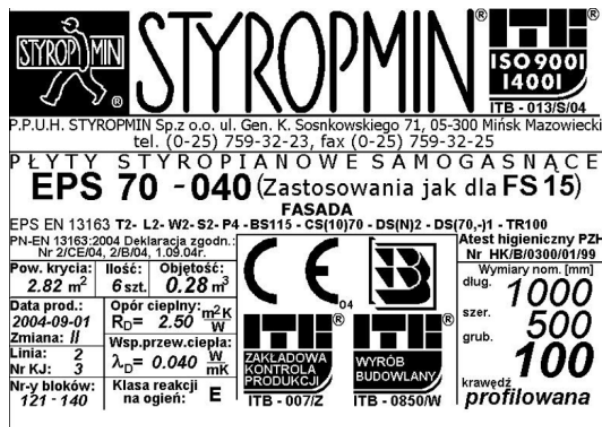 STYROPMIN
®
STYROPMIN®
ITB
ISO 9001
14001
ITB - 013/S/04
P.P.U.H. STYROPMIN Sp.z o.o. ul. Gen. K. Sosnkowskiego 71, 05-300 Mińsk Mazowiecki
tel. (0-25) 759-32-23, fax (0-25) 759-32-25
PŁYTY STYROPIANOWE SAMOGASNĄCE
EPS 70 - 040 (Zastosowania jak dla FS 15)
FASADA
EPS EN 13163 T2- L2- W2- S2- P4 -BS115 - CS(10)70 - DS(N)2 - DS(70,-)1 - TR100
PN-EN 13163:2004 Deklaracja zgodn.:
Nr 2/CE/04, 2/B/04, 1.09.04r.
Pow. krycia:
2.82 m²
Ilość:
6 szt.
Objętość:
0.28 m³
Data prod.:
2004-09-01
Zmiana: II
Linia: 2
Nr KJ: 3
Nr-y bloków:
121 - 140
Opór cieplny:
R_D= 2.50 m²K/W
Wsp.przew.ciepla:
λ_D= 0.040 W/mK
Klasa reakcji
na ogień: E
CE
04
B
ITB®
ZAKŁADOWA
KONTROLA
PRODUKCJI
ITB - 007/Z
ITB®
WYRÓB
BUDOWLANY
ITB - 0850/W
Atest higieniczny PZH
Nr HK/B/0300/01/99
Wymiary nom. [mm]
dług. 1000
szer. 500
grub. 100
krawędź
profilowana